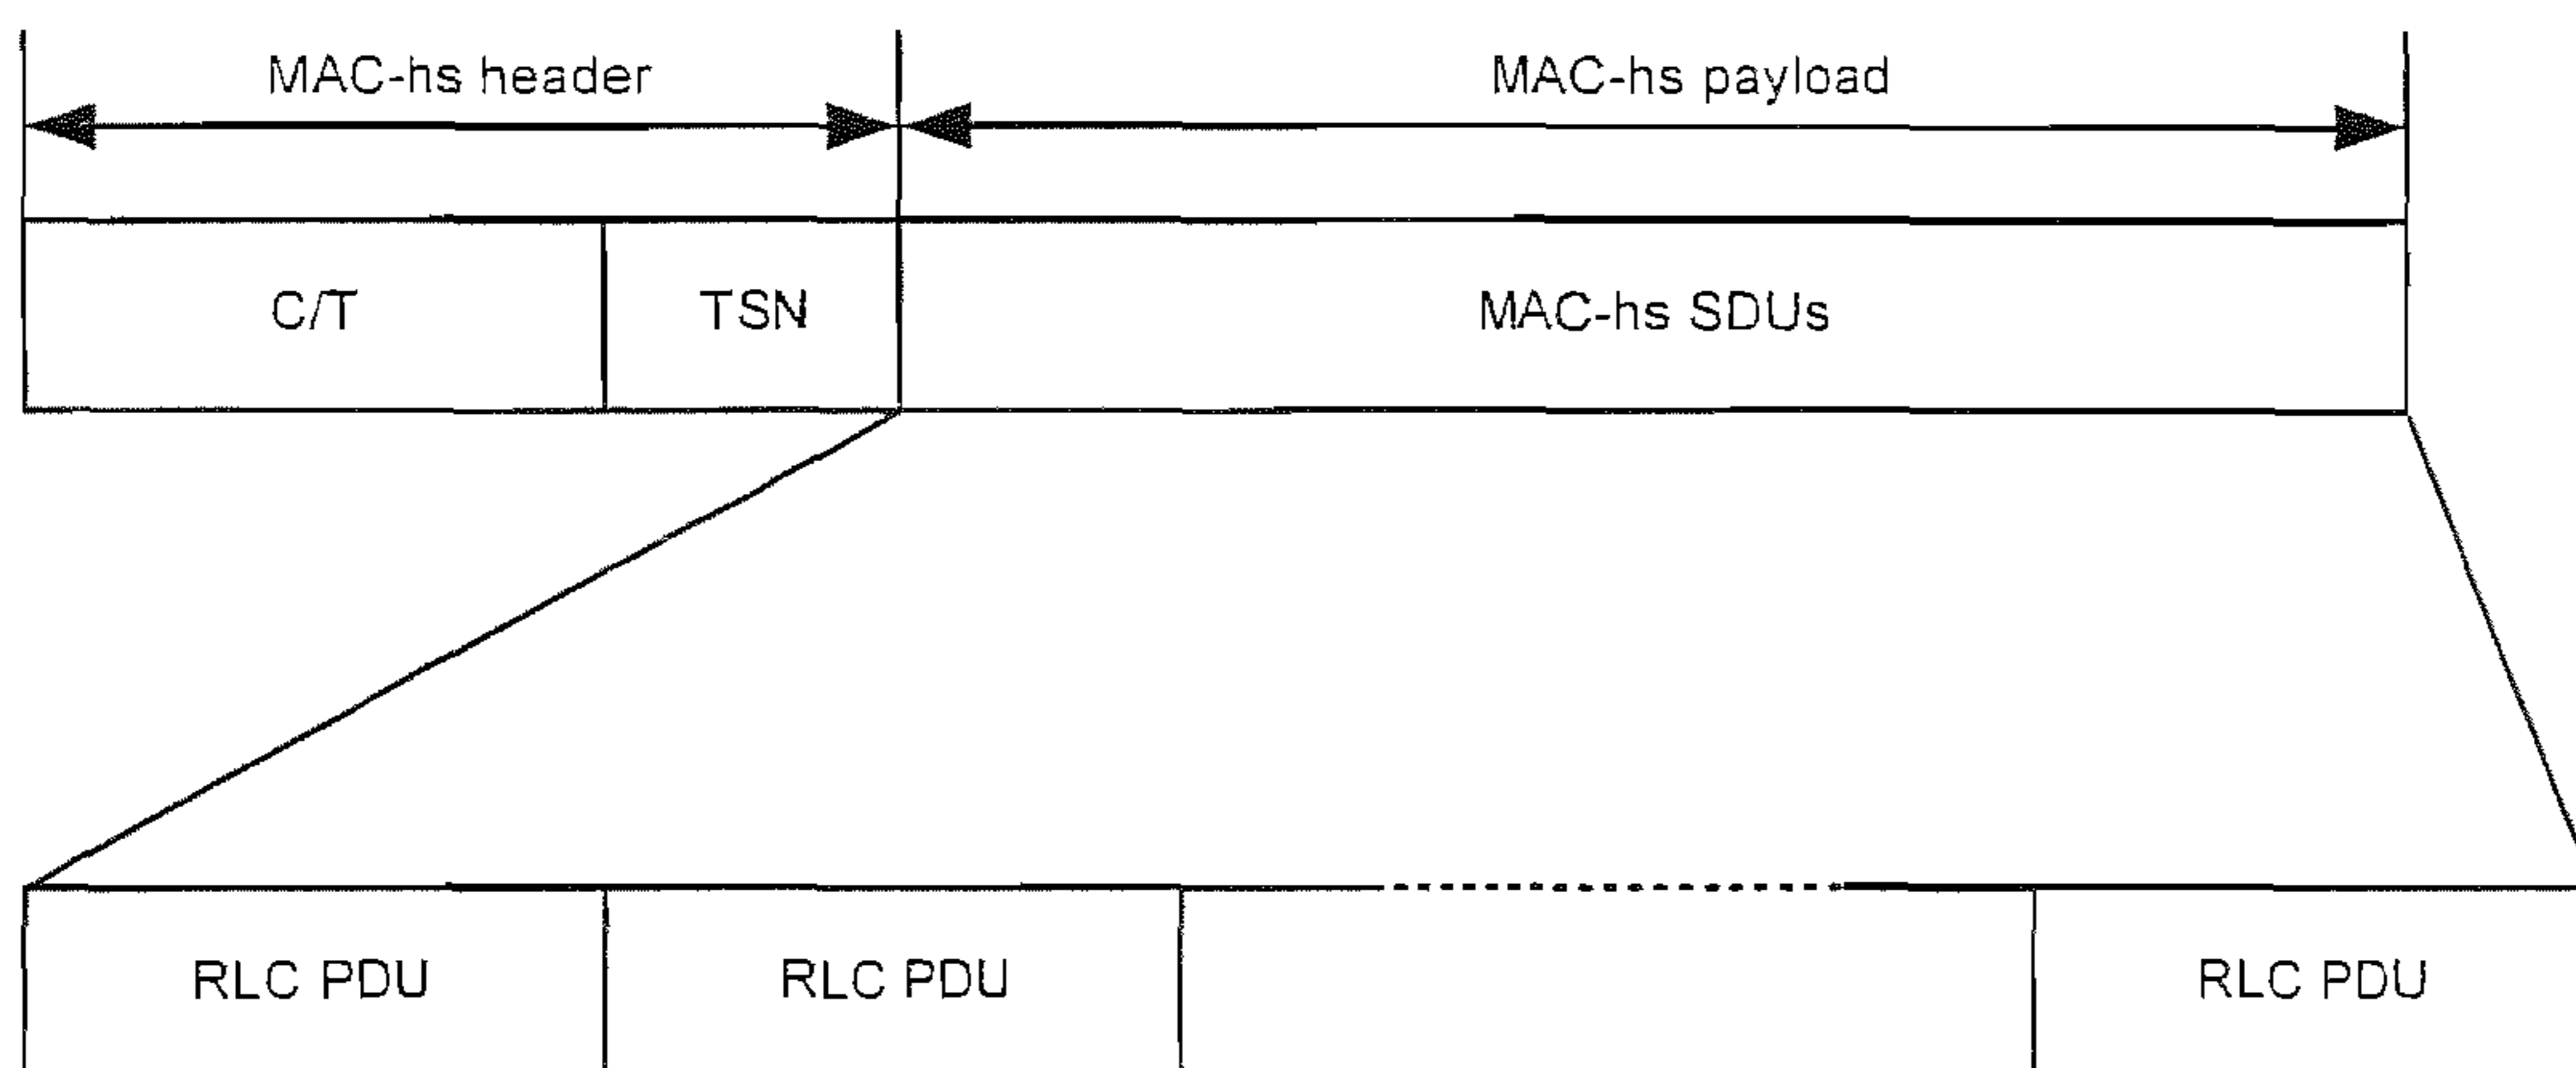 MAC-hs header
MAC-hs payload
C/T
TSN
MAC-hs SDUs
RLC PDU
RLC PDU
RLC PDU